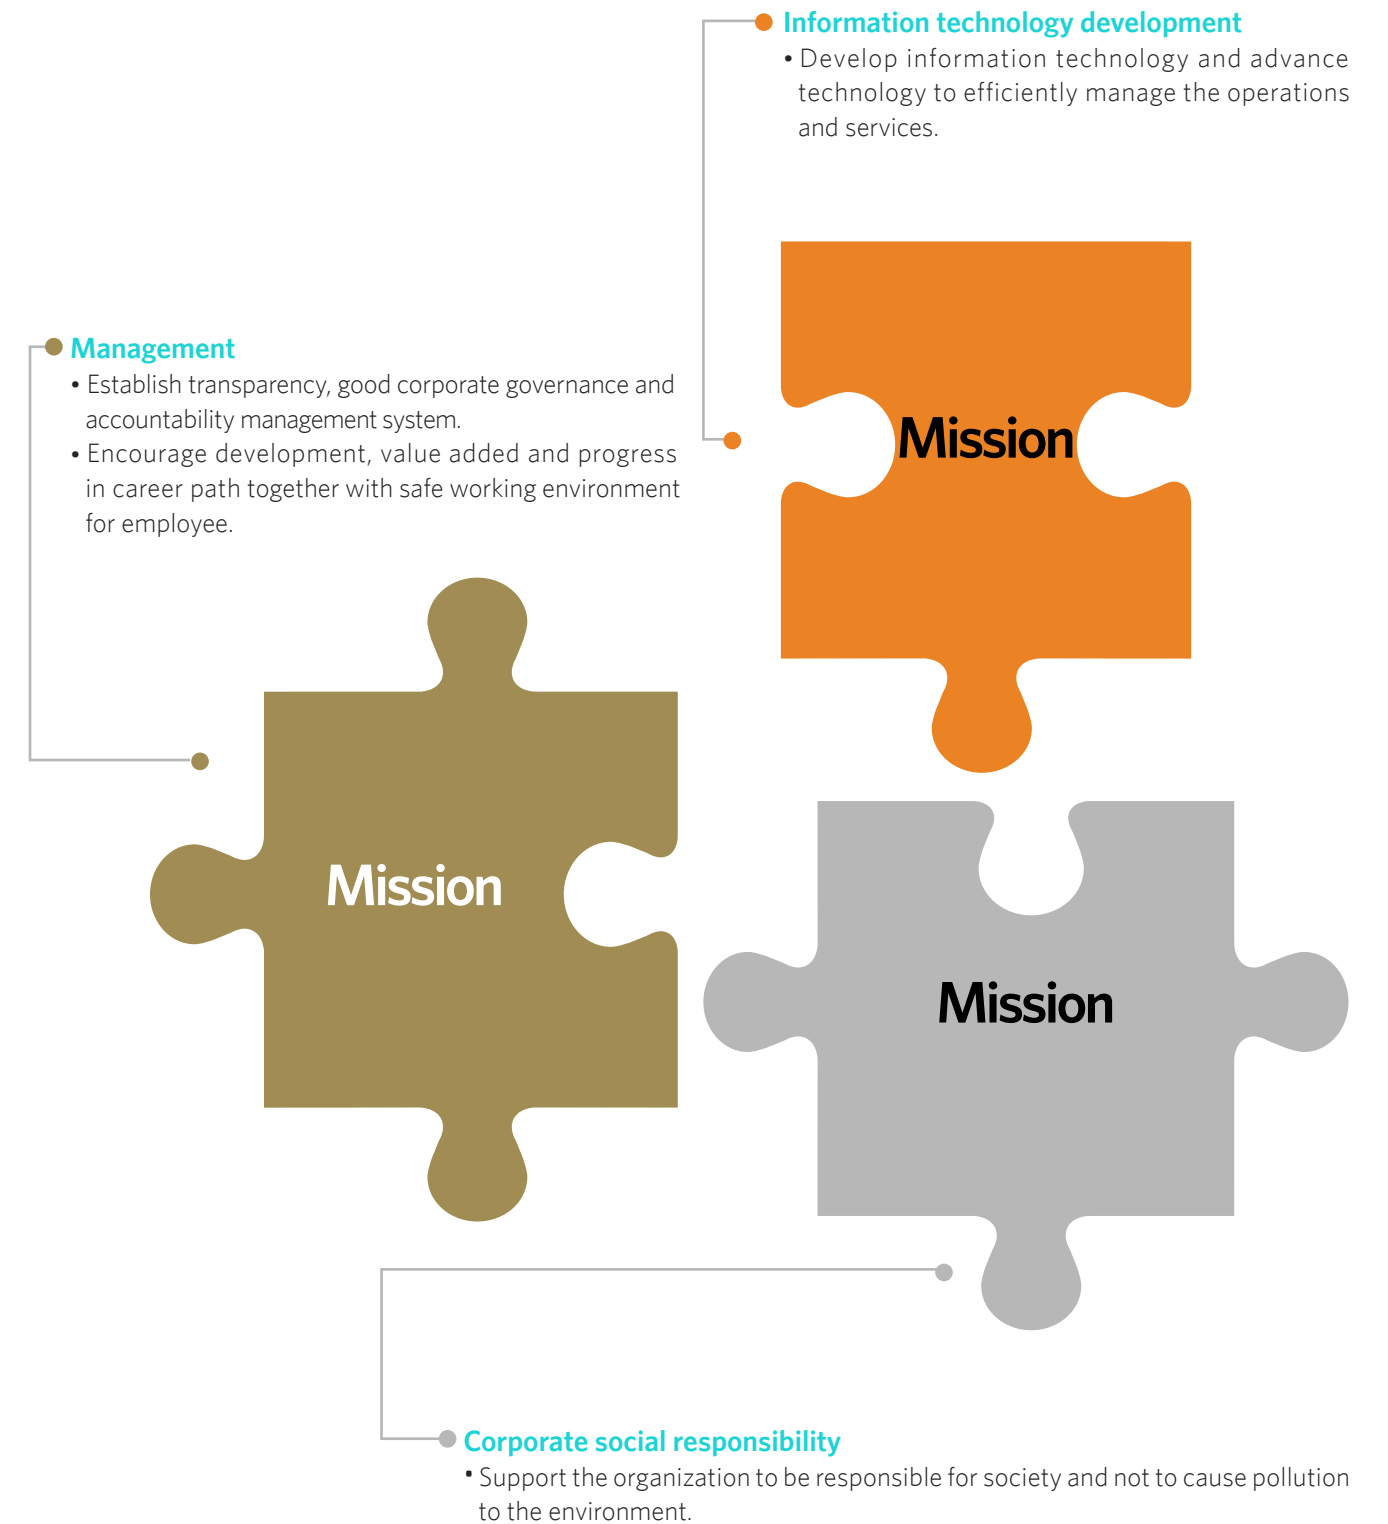 Information technology development
• Develop information technology and advance
technology to efficiently manage the operations
and services.
Management
• Establish transparency, good corporate governance and
accountability management system.
• Encourage development, value added and progress
in career path together with safe working environment
for employee.
Mission
Mission
Mission
Corporate social responsibility
• Support the organization to be responsible for society and not to cause pollution
to the environment.